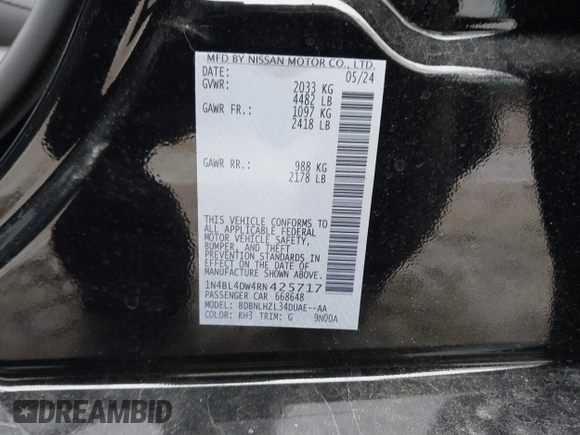 MFD BY NISSAN MOTOR CO., LTD.
DATE: 05/24
GVWR: 2033 KG
4482 LB
GAWR FR.: 1097 KG
2418 LB
GAWR RR.: 988 KG
2178 LB
THIS VEHICLE CONFORMS TO
ALL APPLICABLE FEDERAL
MOTOR VEHICLE SAFETY,
BUMPER, AND THEFT
PREVENTION STANDARDS
IN EFFECT ON THE DATE OF
MANUFACTURE SHOWN ABOVE.
1N4BL4DW4RN425717
PASSENGER CAR 668648
MODEL: BDBNLHZL34DUAE--AA
COLOR: KH3 TRIM: G 9N00A
DREAMBID